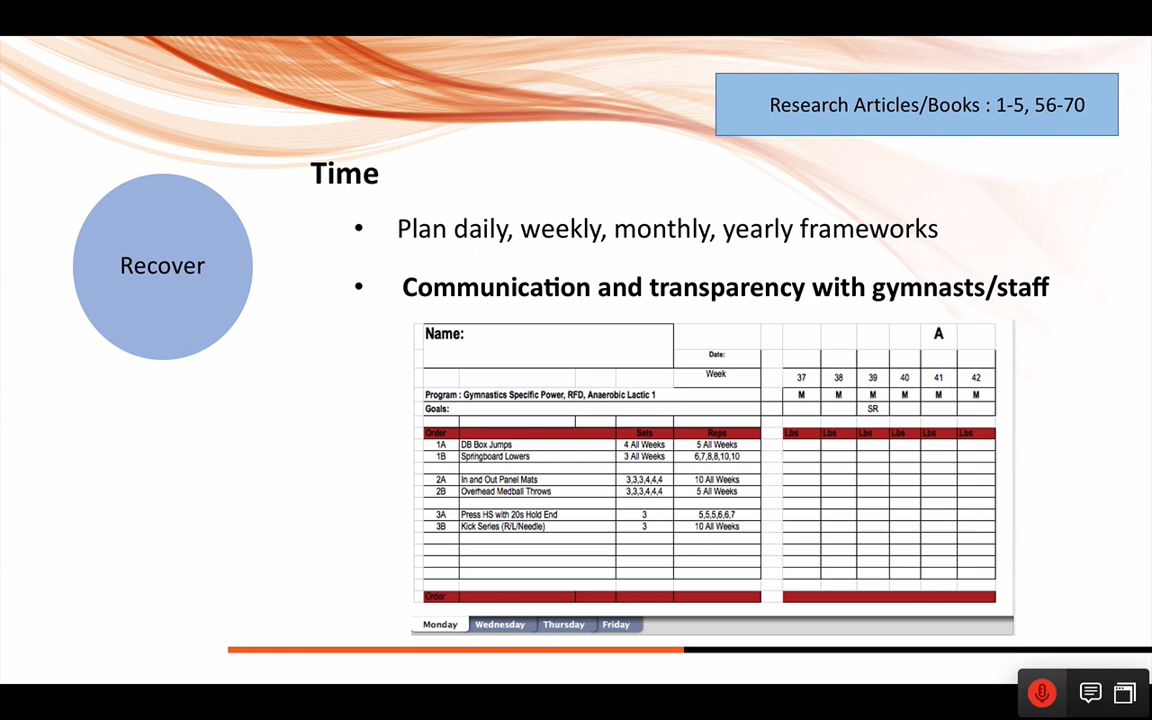 Research Articles/Books : 1-5, 56-70
Time
Recover
• Plan daily, weekly, monthly, yearly frameworks
• Communication and transparency with gymnasts/staff
Name: A
Date:
Week 37 38 39 40 41 42
Program : Gymnastics Specific Power, RFD, Anaerobic Lactic 1 M M M M M M
Goals: SR
Order Sets Reps Lbs Lbs Lbs Lbs Lbs Lbs
1A DB Box Jumps 4 All Weeks 5 All Weeks
1B Springboard Lowers 3 All Weeks 6,7,8,8,10,10
2A In and Out Panel Mats 3,3,3,4,4,4 10 All Weeks
2B Overhead Medball Throws 3,3,3,4,4,4 5 All Weeks
3A Press HS with 20s Hold End 3 5,5,5,6,6,7
3B Kick Series (R/L/Needle) 3 10 All Weeks
Order
Monday Wednesday Thursday Friday